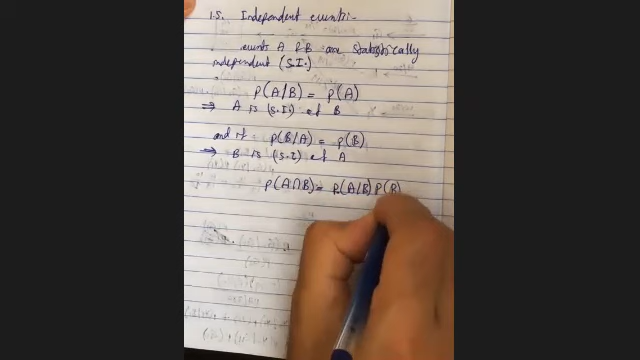 1.5. Independent events:-
events A & B are statistically
independent (S.I.)
P(A/B) = P(A)
⇒ A is (S.I.) of B
and if P(B/A) = P(B)
⇒ B is (S.I) of A
P(A∩B) = P(A/B) P(B)